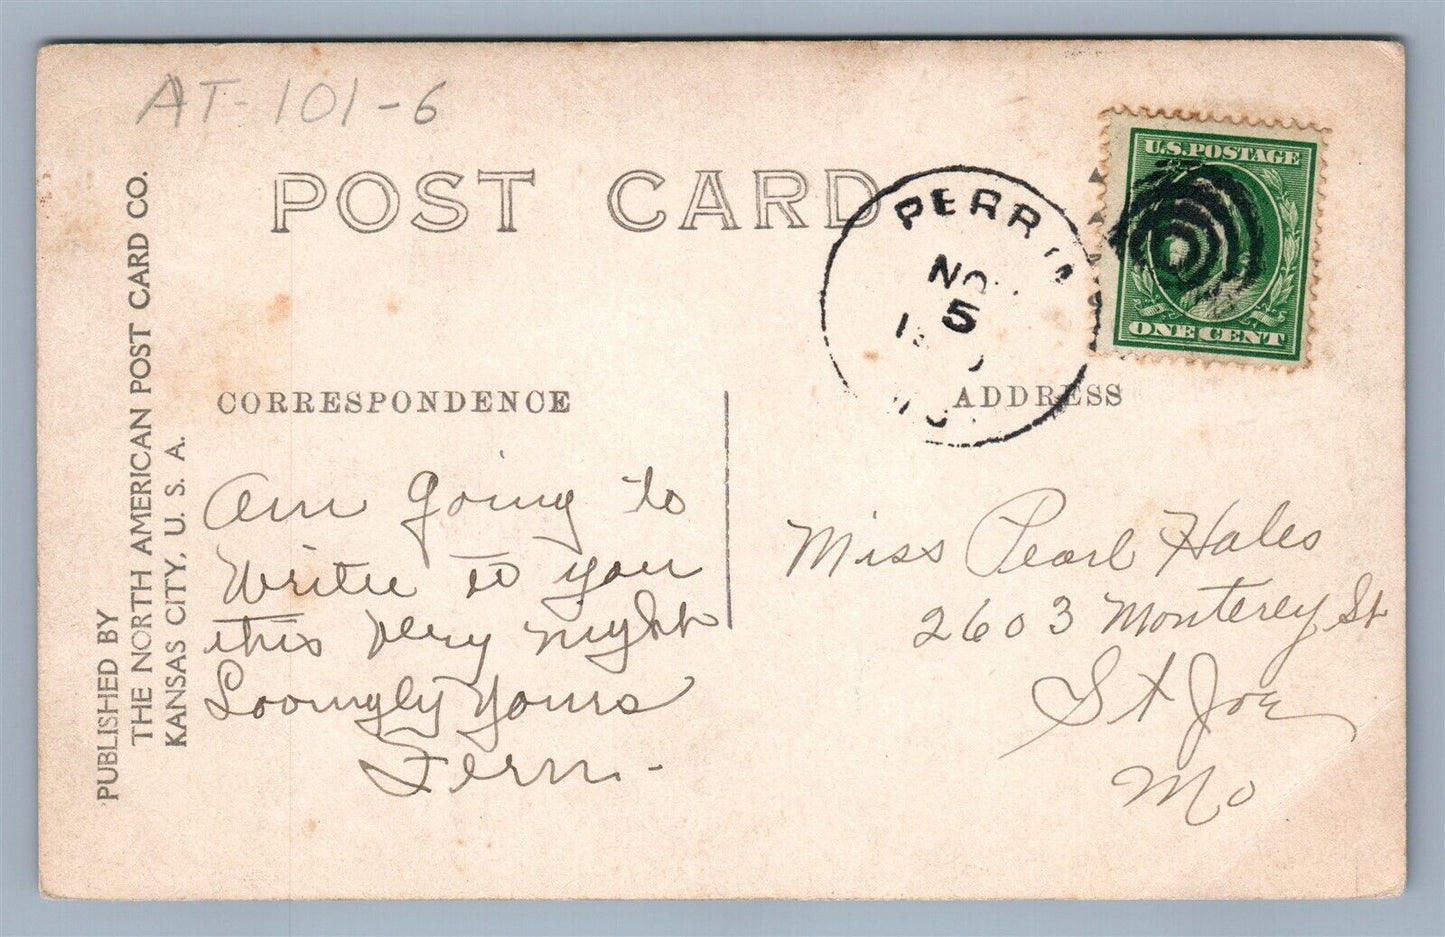 AT-101-6
POST CARD
PERRIN
NO
5
U.S. POSTAGE
ONE CENT
PUBLISHED BY
THE NORTH AMERICAN POST CARD CO.
KANSAS CITY, U. S. A.
CORRESPONDENCE
ADDRESS
Am going to
write to you
this very night
Lovingly yours
Fern.-
Miss Pearl Hales
2603 Monterey St
St Joe
Mo